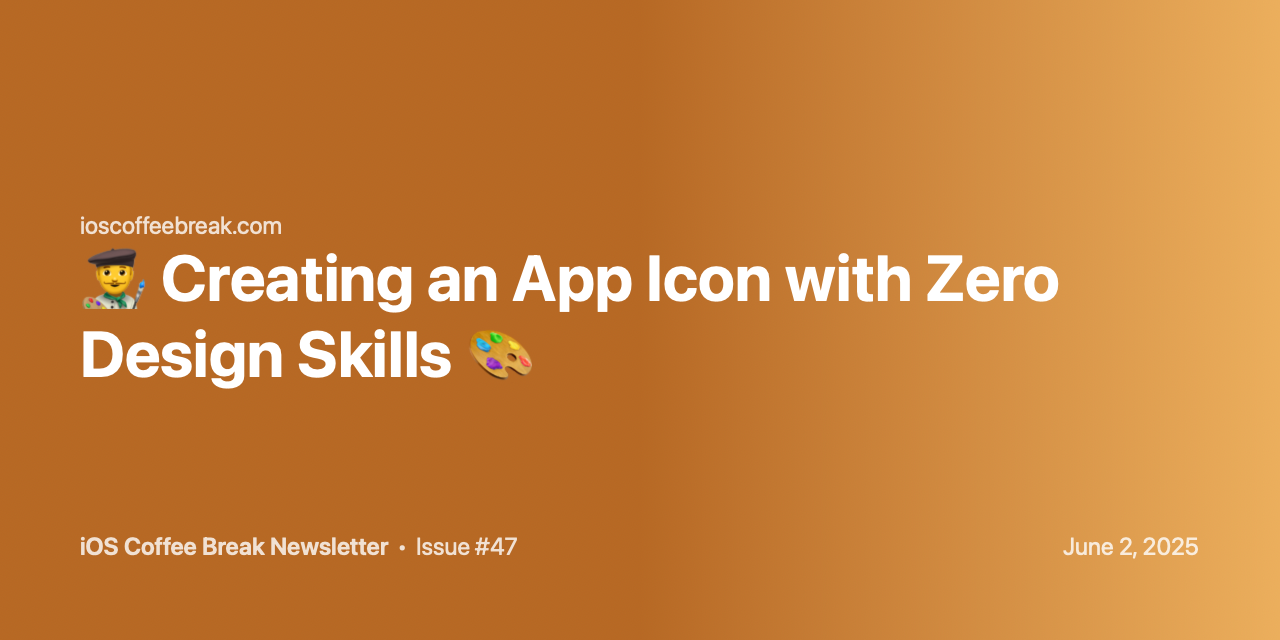 ioscoffeebreak.com
👨‍🎨 Creating an App Icon with Zero
Design Skills 🎨
iOS Coffee Break Newsletter • Issue #47
June 2, 2025